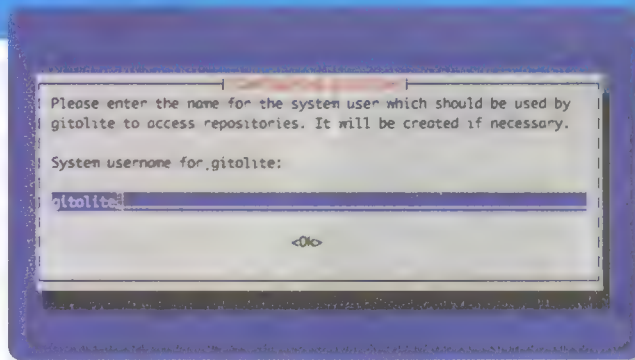 Please enter the name for the system user which should be used by
gitolite to access repositories. It will be created if necessary.
System username for gitolite:
gitolite
<Ok>